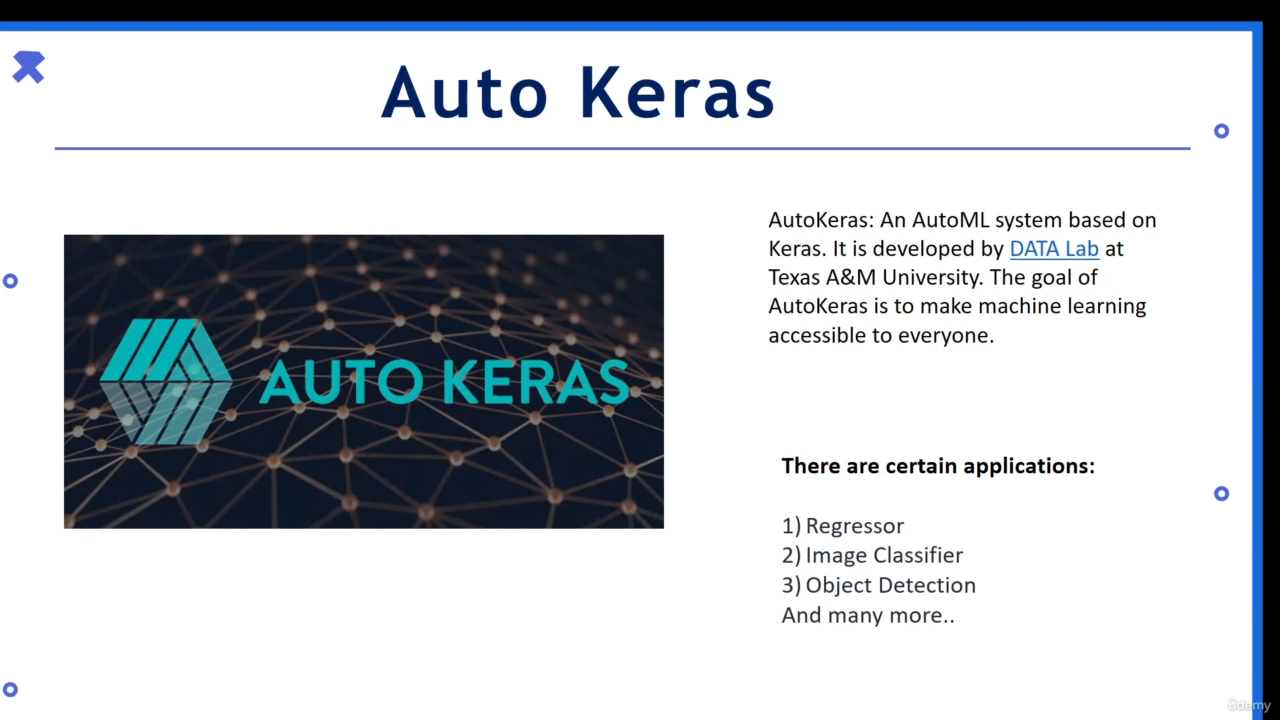 Auto Keras
AUTO KERAS
AutoKeras: An AutoML system based on
Keras. It is developed by DATA Lab at
Texas A&M University. The goal of
AutoKeras is to make machine learning
accessible to everyone.
There are certain applications:
1) Regressor
2) Image Classifier
3) Object Detection
And many more..
ûdemy